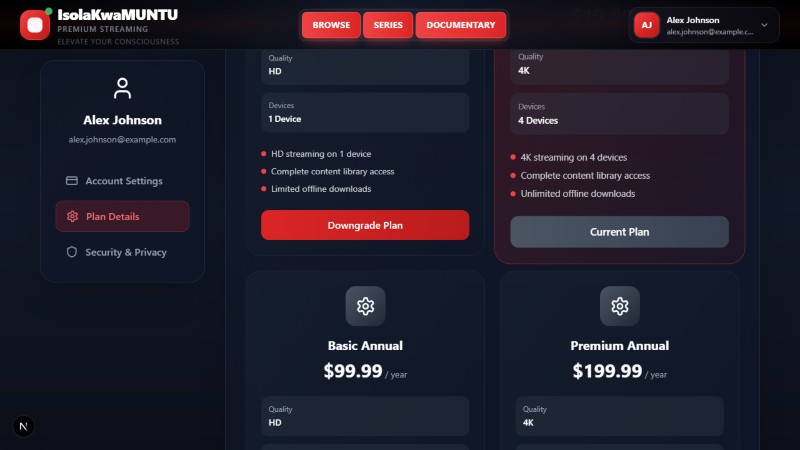 IsolaKwaMUNTU
PREMIUM STREAMING
ELEVATE YOUR CONSCIOUSNESS
BROWSE
SERIES
DOCUMENTARY
AJ
Alex Johnson
alex.johnson@example.c...
Alex Johnson
alex.johnson@example.com
Account Settings
Plan Details
Security & Privacy
Quality
HD
Devices
1 Device
HD streaming on 1 device
Complete content library access
Limited offline downloads
Downgrade Plan
Quality
4K
Devices
4 Devices
4K streaming on 4 devices
Complete content library access
Unlimited offline downloads
Current Plan
Basic Annual
$99.99 / year
Quality
HD
Premium Annual
$199.99 / year
Quality
4K
N